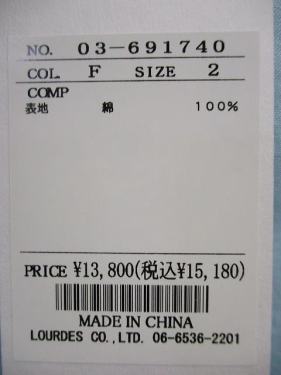 NO. 03-691740
COL. F SIZE 2
COMP
表地 綿 100%
PRICE ¥13,800(税込¥15,180)
MADE IN CHINA
LOURDES CO.,LTD. 06-6536-2201